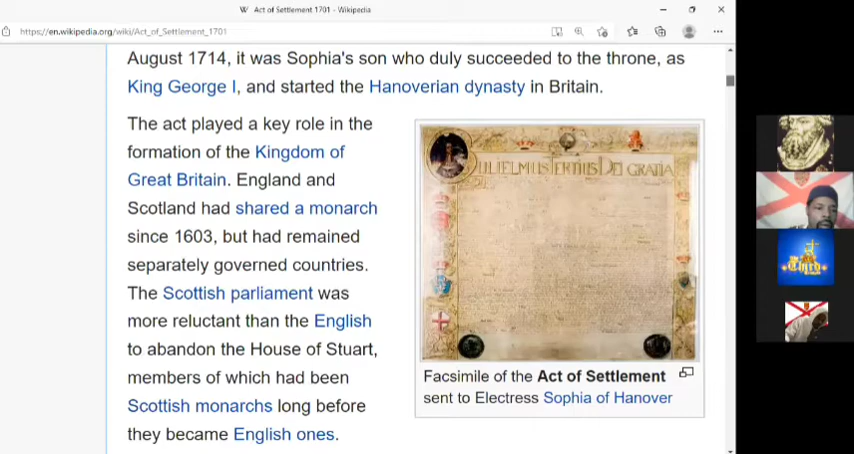 Act of Settlement 1701 - Wikipedia
https://en.wikipedia.org/wiki/Act_of_Settlement_1701
August 1714, it was Sophia's son who duly succeeded to the throne, as
King George I, and started the Hanoverian dynasty in Britain.
The act played a key role in the
formation of the Kingdom of
Great Britain. England and
Scotland had shared a monarch
since 1603, but had remained
separately governed countries.
The Scottish parliament was
more reluctant than the English
to abandon the House of Stuart,
members of which had been
Scottish monarchs long before
they became English ones.
TERTIUS DEI GRATIA
Facsimile of the Act of Settlement
sent to Electress Sophia of Hanover